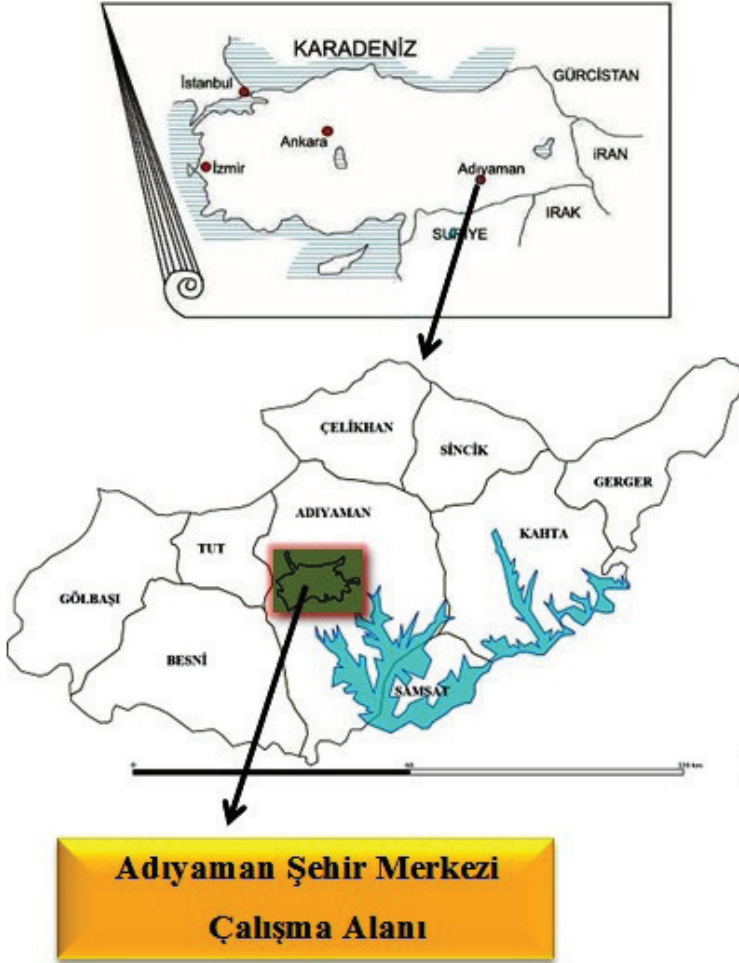 KARADENİZ
GÜRCİSTAN
İstanbul
Ankara
İRAN
İzmir
Adıyaman
IRAK
SURİYE
ÇELİKHAN
SİNCİK
GERGER
ADIYAMAN
KAHTA
TUT
GÖLBAŞI
BESNİ
SAMSAT
0
Adıyaman Şehir Merkezi
Çalışma Alanı